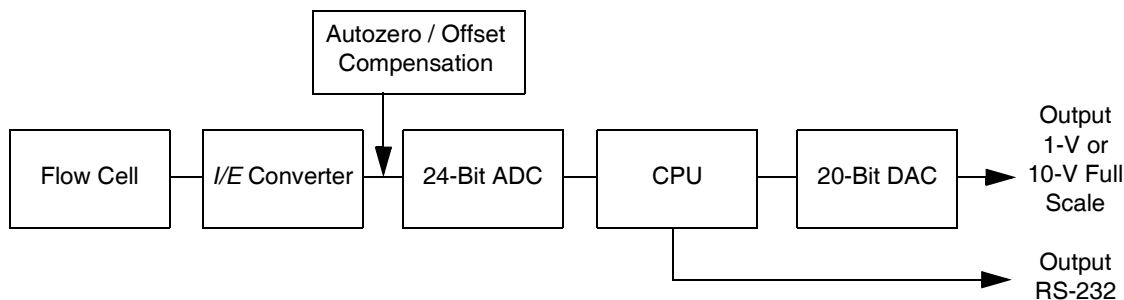 Autozero / Offset
Compensation
Flow Cell
I/E Converter
24-Bit ADC
CPU
20-Bit DAC
Output
1-V or
10-V Full
Scale
Output
RS-232